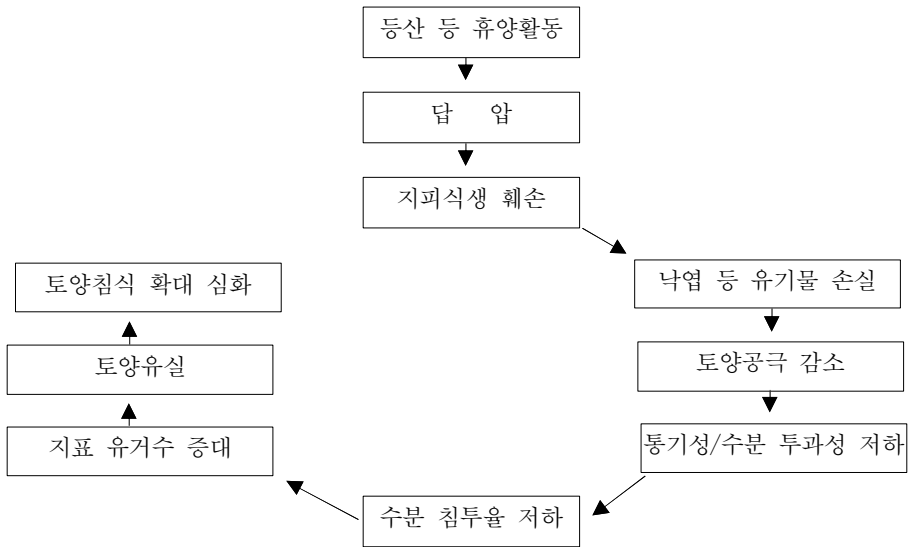 등산 등 휴양활동
답 압
지피식생 훼손
낙엽 등 유기물 손실
토양공극 감소
통기성/수분 투과성 저하
수분 침투율 저하
지표 유거수 증대
토양유실
토양침식 확대 심화